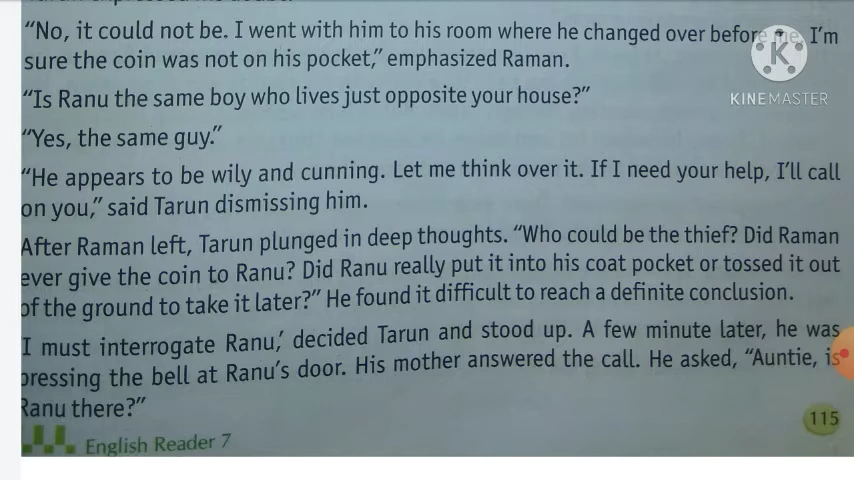 "No, it could not be. I went with him to his room where he changed over before me. I'm
sure the coin was not on his pocket," emphasized Raman.
"Is Ranu the same boy who lives just opposite your house?"
"Yes, the same guy."
"He appears to be wily and cunning. Let me think over it. If I need your help, I'll call
on you," said Tarun dismissing him.
After Raman left, Tarun plunged in deep thoughts. "Who could be the thief? Did Raman
ever give the coin to Ranu? Did Ranu really put it into his coat pocket or tossed it out
of the ground to take it later?" He found it difficult to reach a definite conclusion.
I must interrogate Ranu,' decided Tarun and stood up. A few minute later, he was
pressing the bell at Ranu's door. His mother answered the call. He asked, "Auntie, is
Ranu there?"
115
English Reader 7
K
KINEMASTER